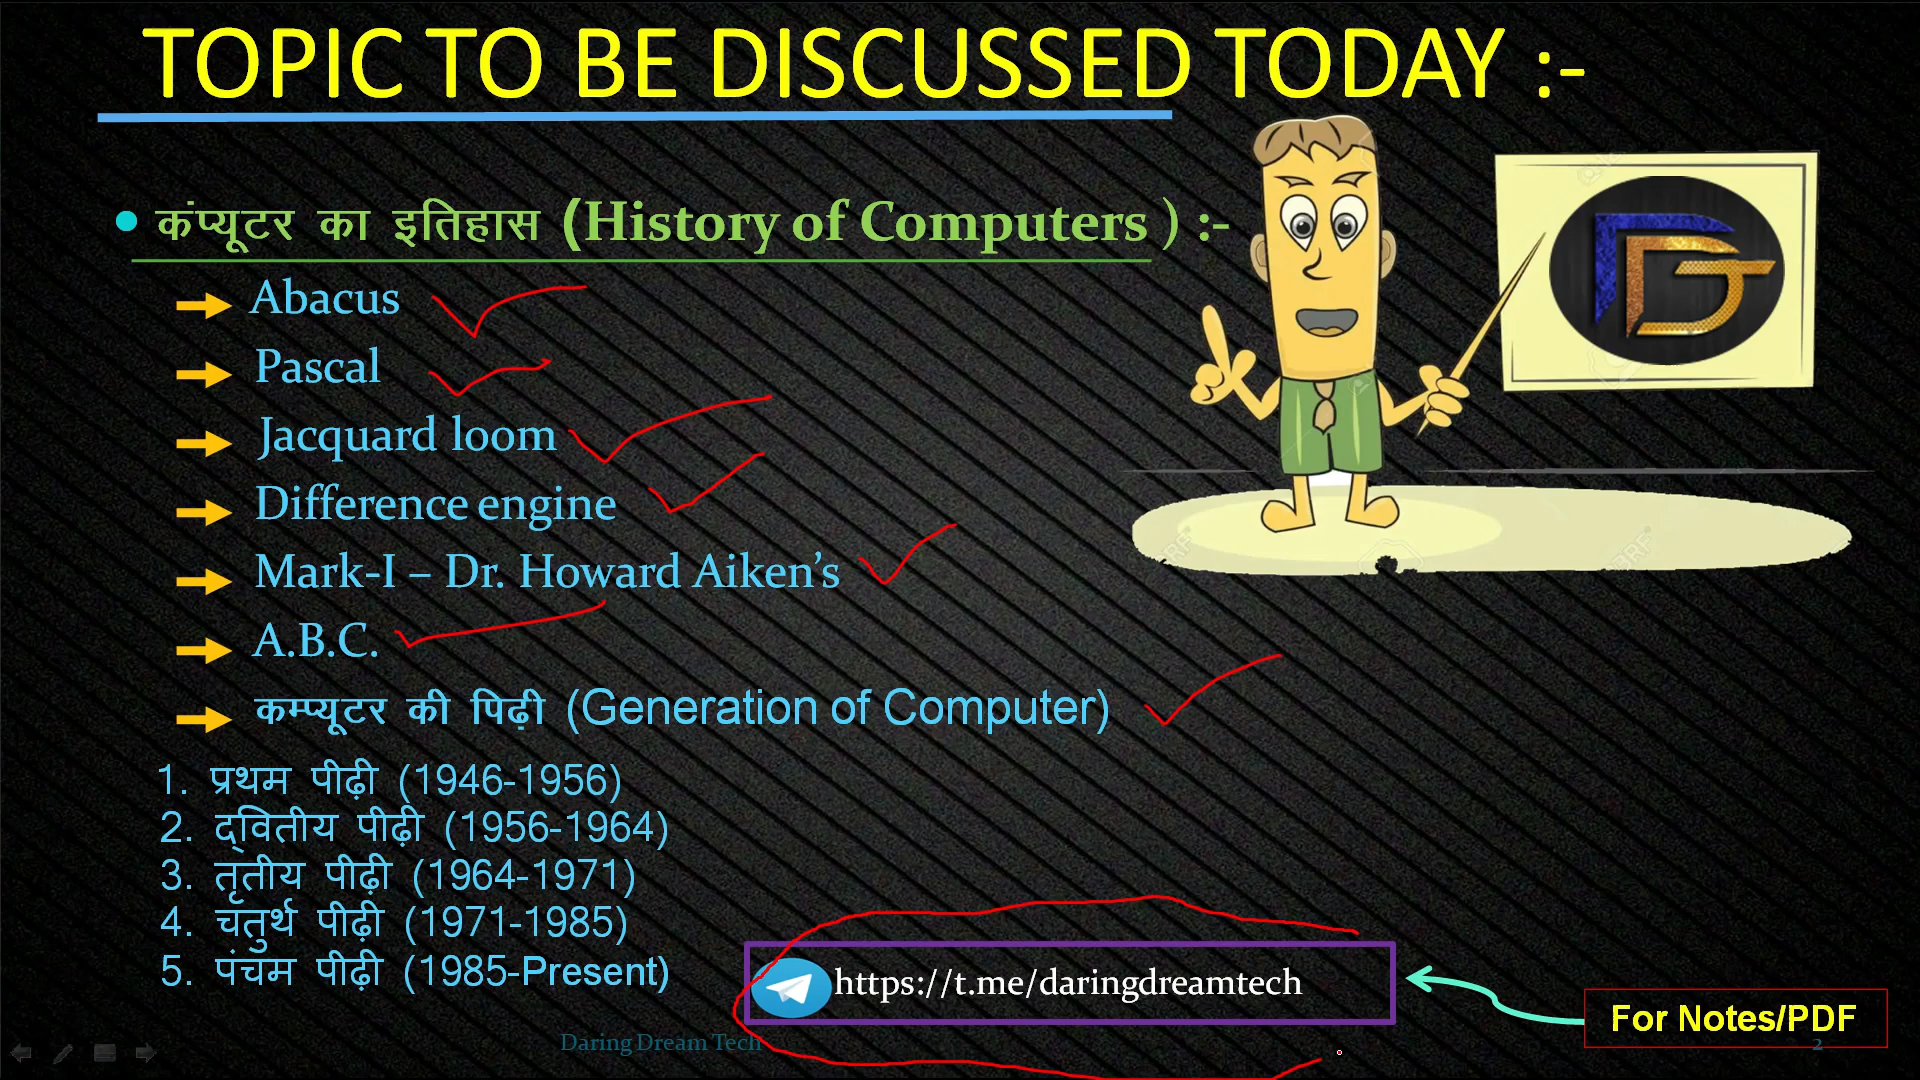 TOPIC TO BE DISCUSSED TODAY :-
कंप्यूटर का इतिहास (History of Computers ) :-
Abacus
Pascal
Jacquard loom
Difference engine
Mark-I – Dr. Howard Aiken’s
A.B.C.
कम्प्यूटर की पिढ़ी (Generation of Computer)
1. प्रथम पीढ़ी (1946-1956)
2. द्वितीय पीढ़ी (1956-1964)
3. तृतीय पीढ़ी (1964-1971)
4. चतुर्थ पीढ़ी (1971-1985)
5. पंचम पीढ़ी (1985-Present)
https://t.me/daringdreamtech
For Notes/PDF
Daring Dream Tech
2